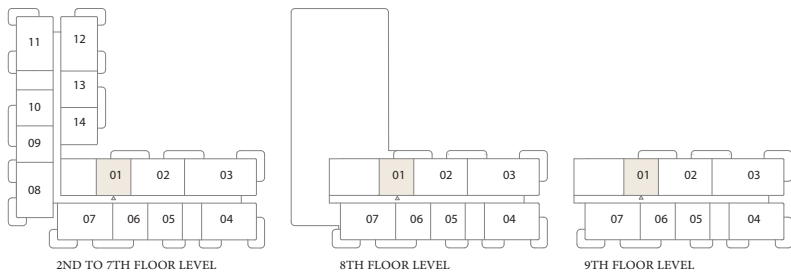 11
12
13
10
14
09
08
01 02 03
07 06 05 04
2ND TO 7TH FLOOR LEVEL
01 02 03
07 06 05 04
8TH FLOOR LEVEL
01 02 03
07 06 05 04
9TH FLOOR LEVEL